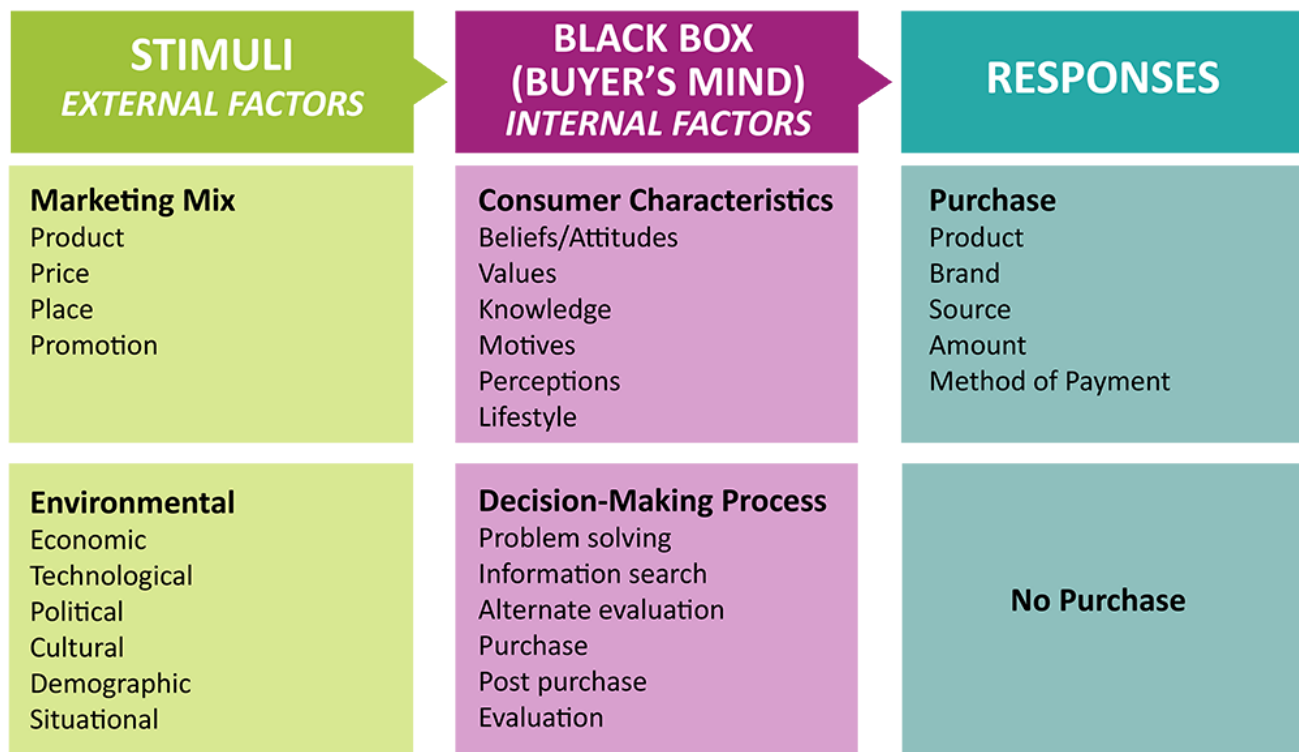 STIMULI
EXTERNAL FACTORS
BLACK BOX
(BUYER’S MIND)
INTERNAL FACTORS
RESPONSES
Marketing Mix
Product
Price
Place
Promotion
Consumer Characteristics
Beliefs/Attitudes
Values
Knowledge
Motives
Perceptions
Lifestyle
Purchase
Product
Brand
Source
Amount
Method of Payment
Environmental
Economic
Technological
Political
Cultural
Demographic
Situational
Decision-Making Process
Problem solving
Information search
Alternate evaluation
Purchase
Post purchase
Evaluation
No Purchase